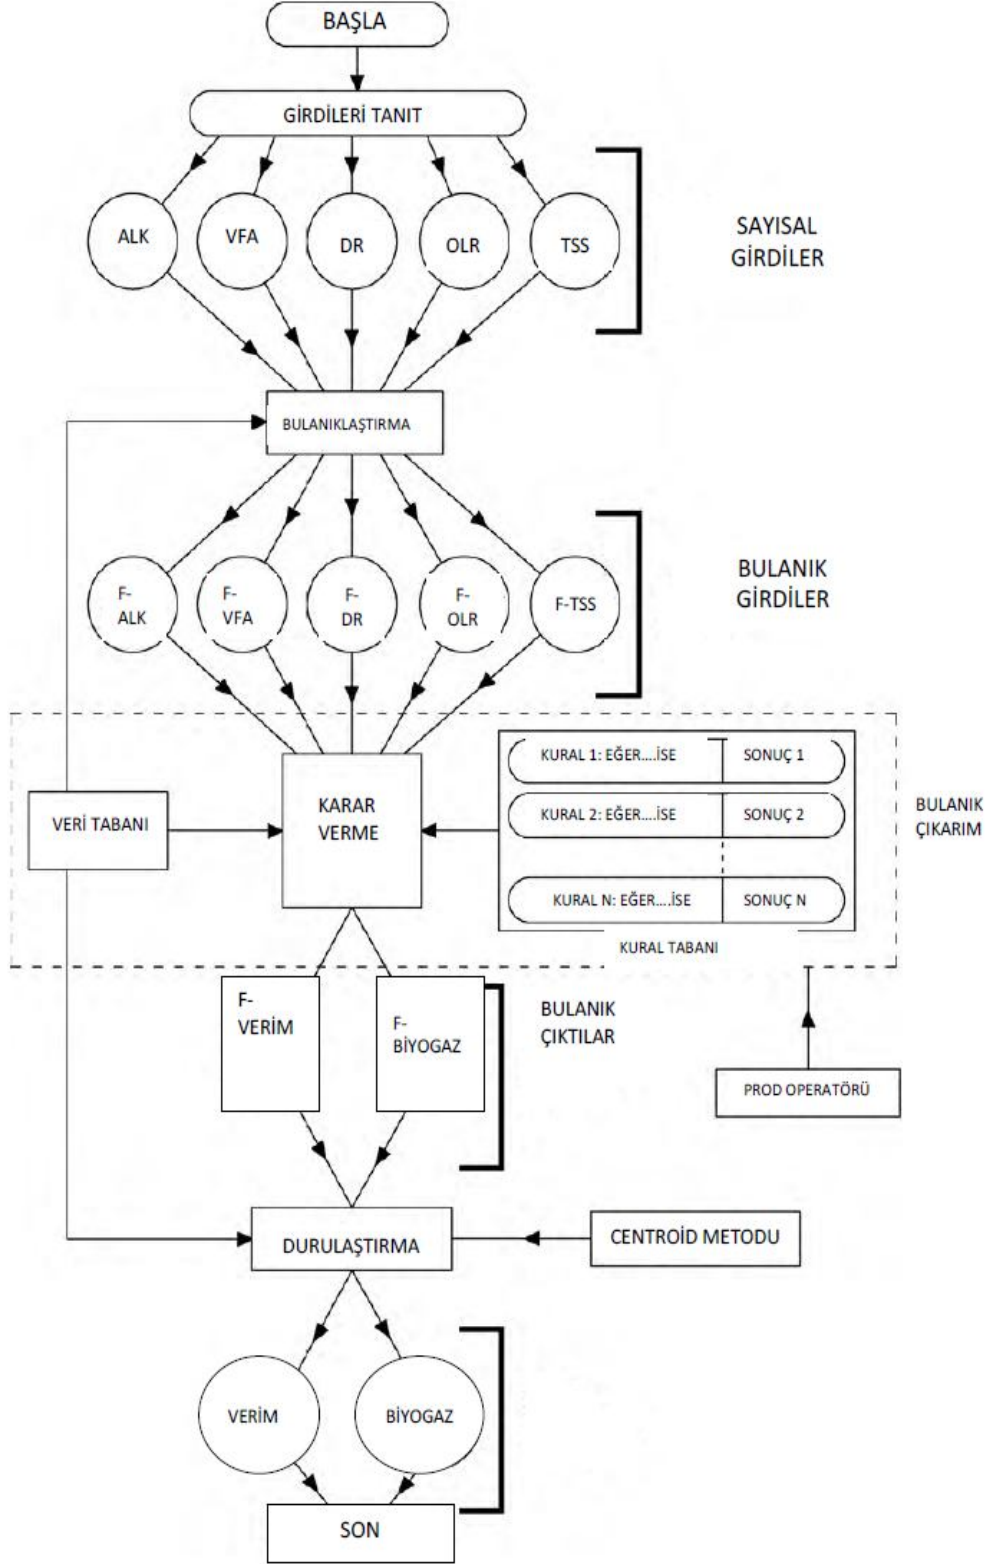 BAŞLA
GİRDİLERİ TANIT
ALK
VFA
DR
OLR
TSS
SAYISAL
GİRDİLER
BULANIKLAŞTIRMA
F-
ALK
F-
VFA
F-
DR
F-
OLR
F-TSS
BULANIK
GİRDİLER
VERİ TABANI
KARAR
VERME
KURAL 1: EĞER....İSE
SONUÇ 1
KURAL 2: EĞER....İSE
SONUÇ 2
KURAL N: EĞER....İSE
SONUÇ N
KURAL TABANI
BULANIK
ÇIKARIM
F-
VERİM
F-
BİYOGAZ
BULANIK
ÇIKTILAR
PROD OPERATÖRÜ
DURULAŞTIRMA
CENTROİD METODU
VERİM
BİYOGAZ
SON